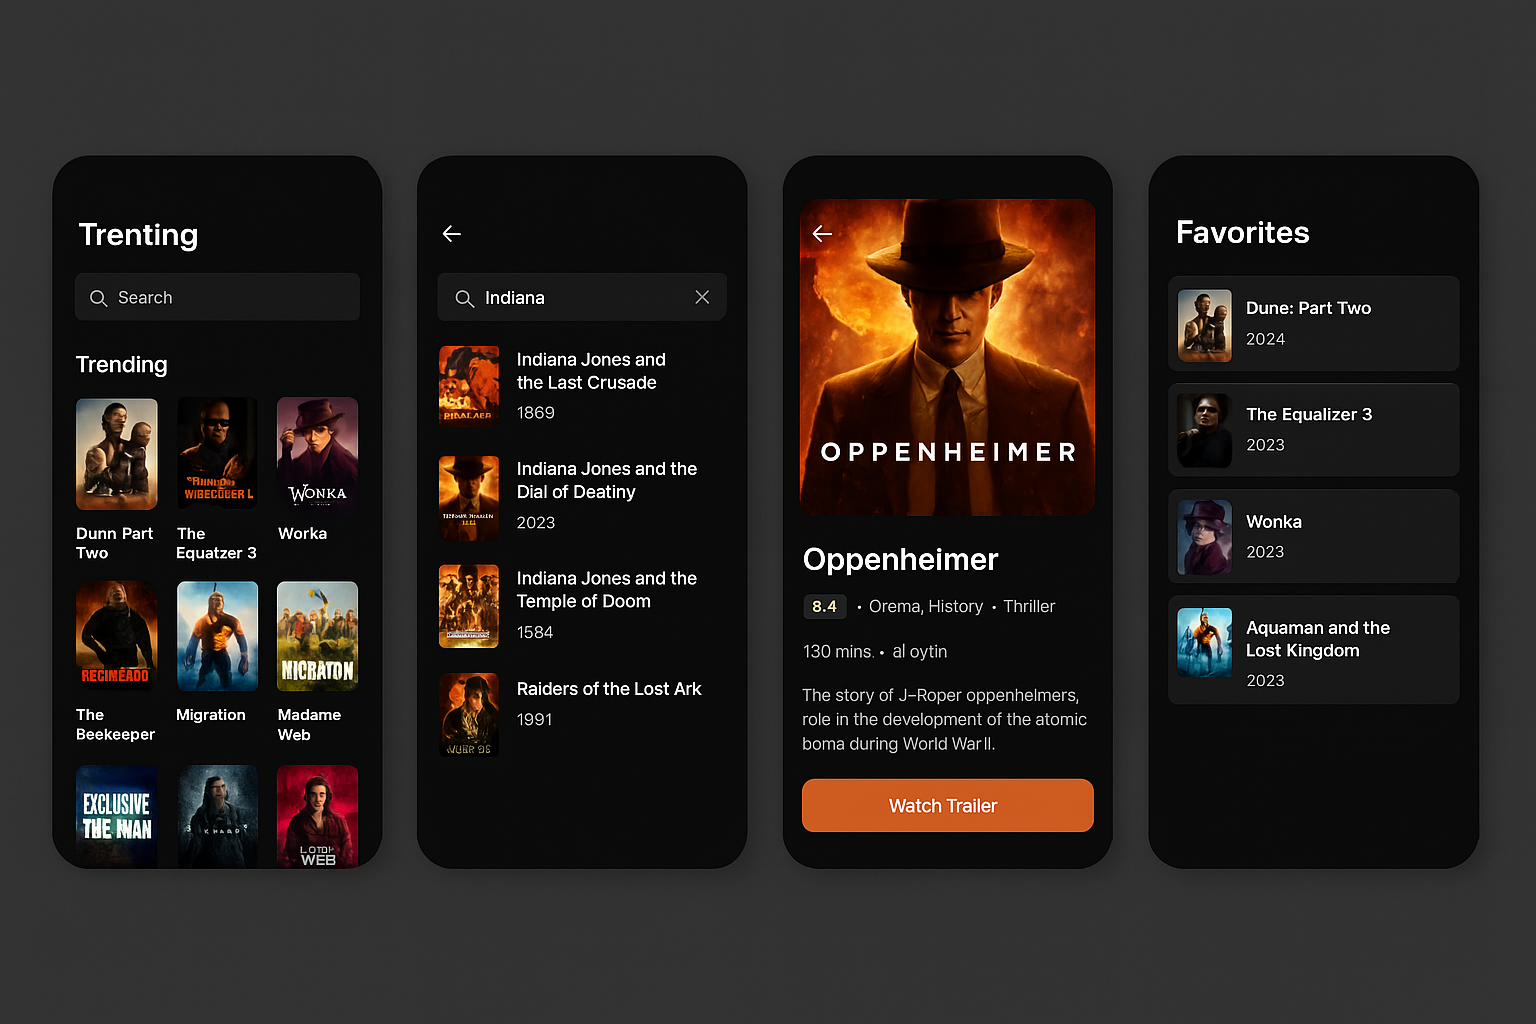 Trenting
Search
Trending
WONKA
Dunn Part
Two
The
Equatzer 3
Worka
RECIMEADO
NICRATON
The
Beekeeper
Migration
Madame
Web
EXCLUSIVE
THE MAN
WEB
Indiana
Indiana Jones and
the Last Crusade
1869
Indiana Jones and the
Dial of Deatiny
2023
Indiana Jones and the
Temple of Doom
1584
Raiders of the Lost Ark
1991
OPPENHEIMER
Oppenheimer
8.4 • Orema, History • Thriller
130 mins. • al oytin
The story of J–Roper oppenhelmers,
role in the development of the atomic
boma during World War II.
Watch Trailer
Favorites
Dune: Part Two
2024
The Equalizer 3
2023
Wonka
2023
Aquaman and the
Lost Kingdom
2023